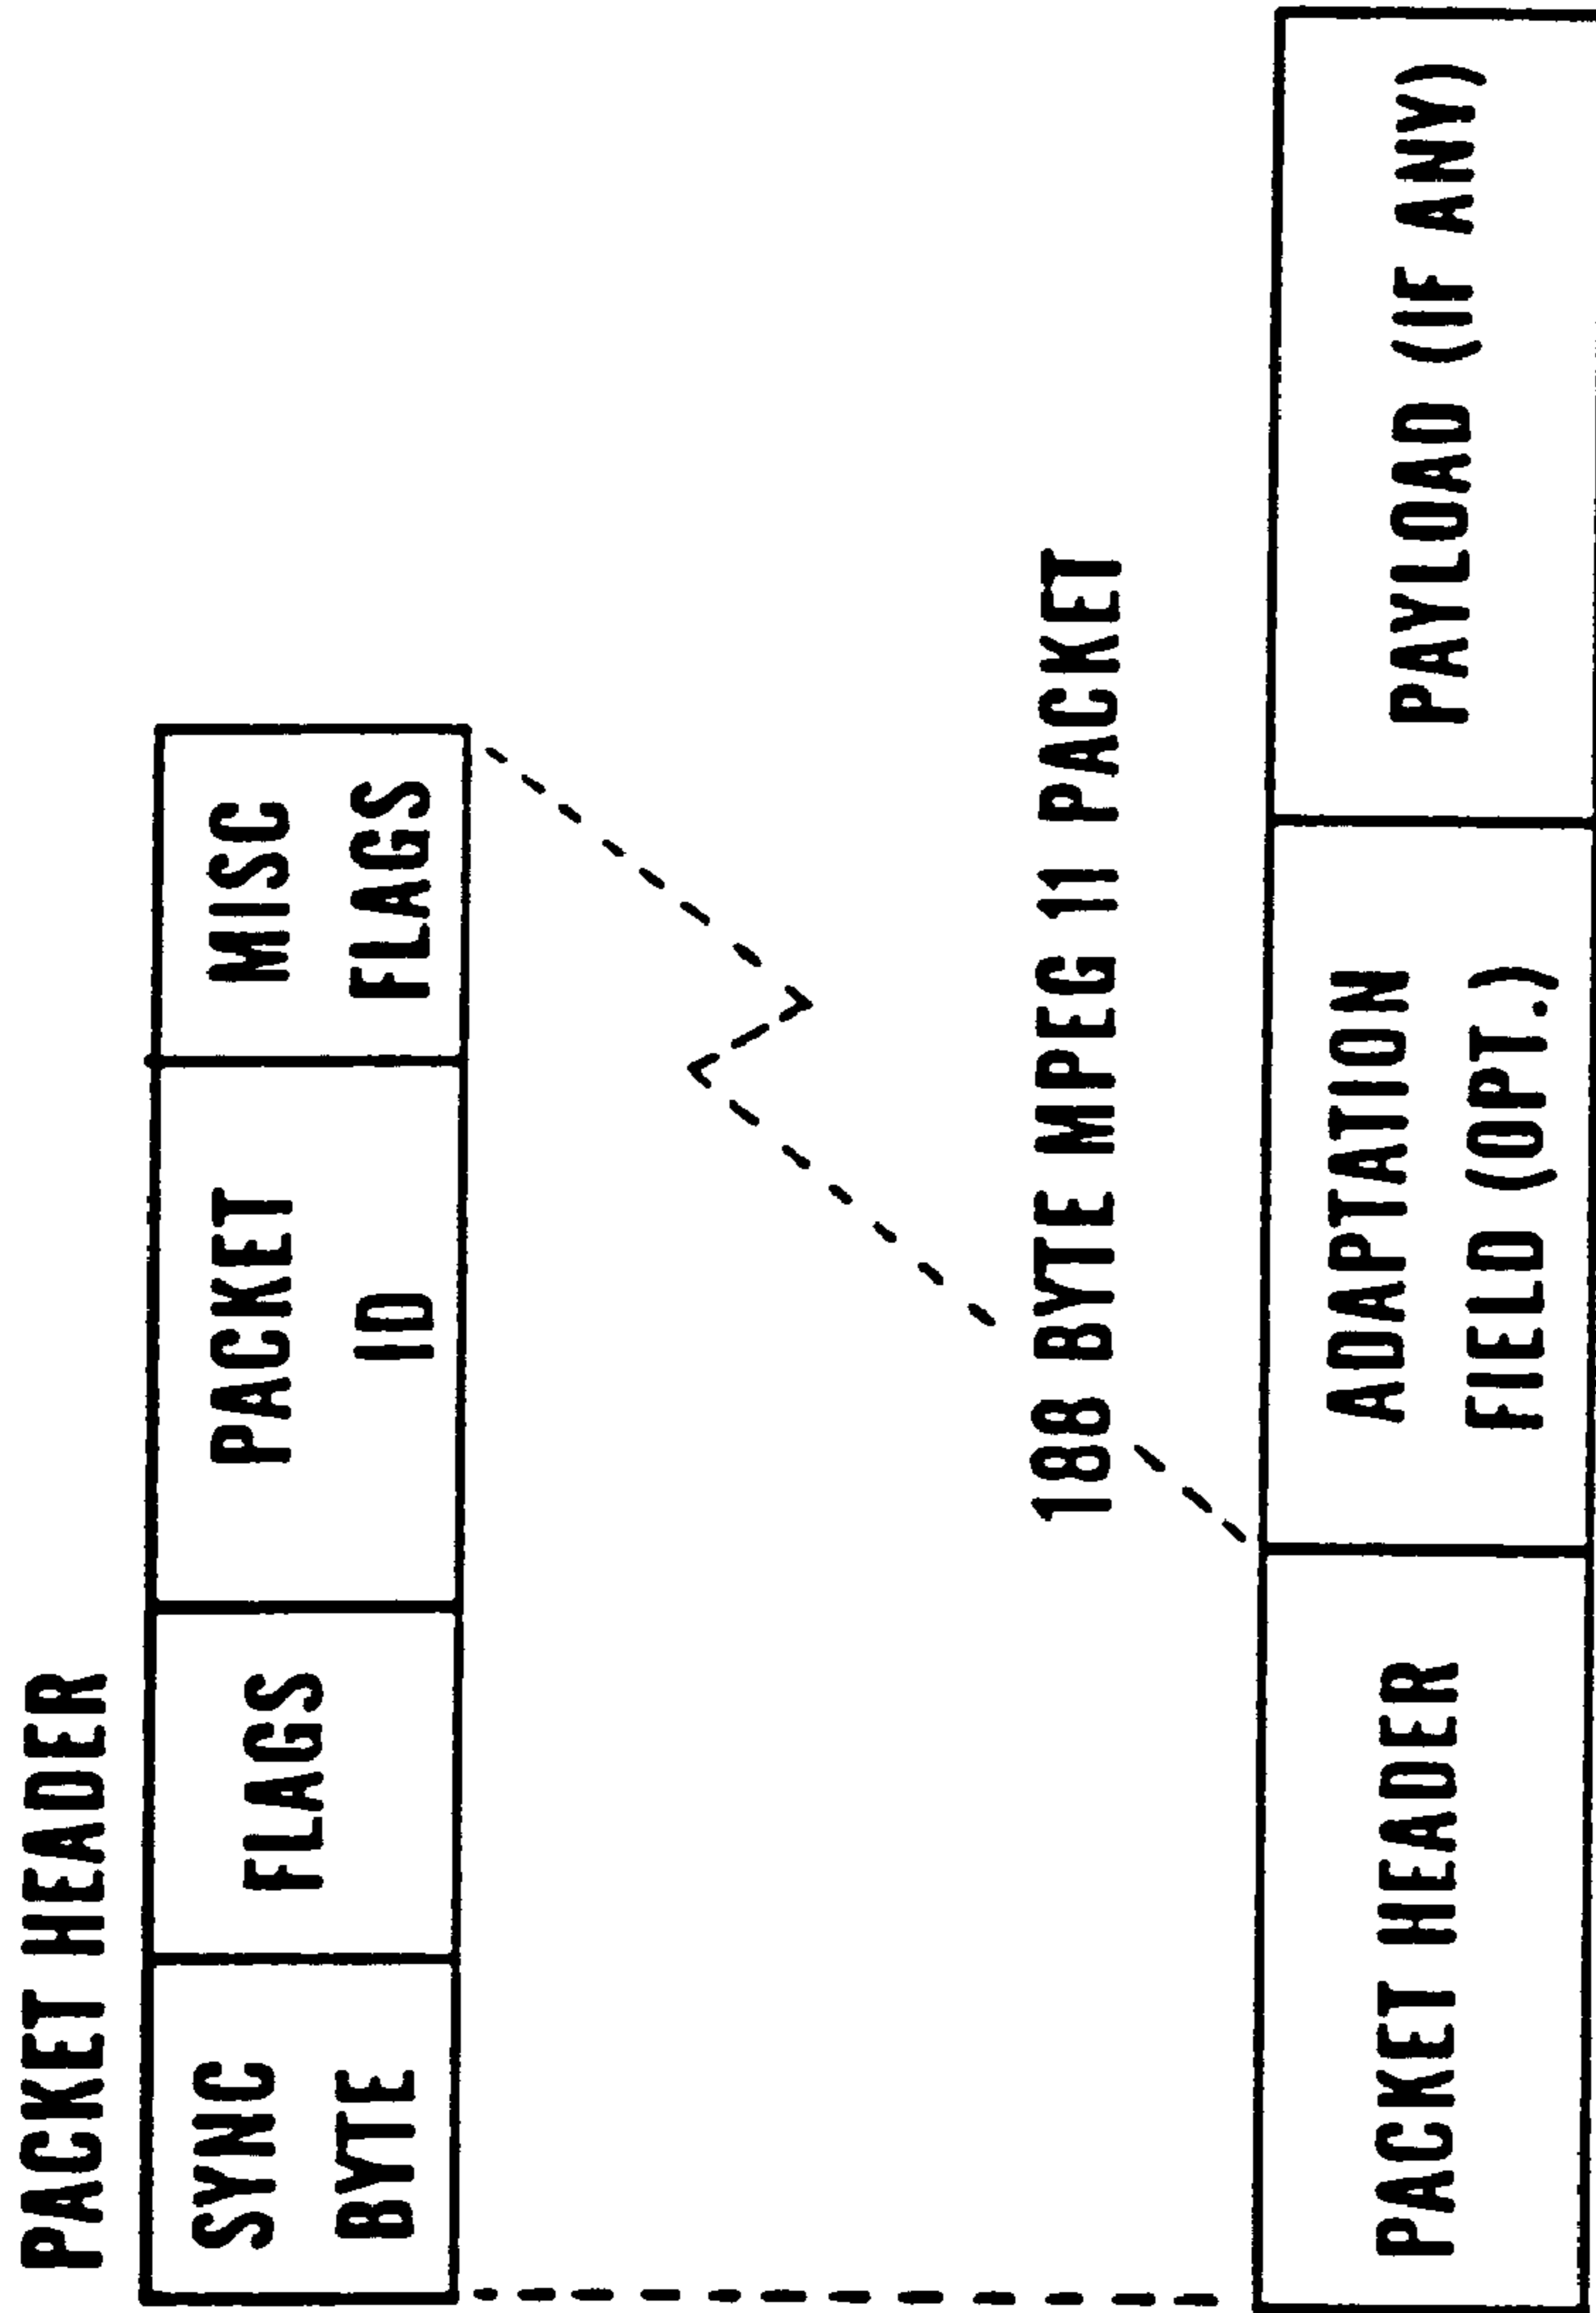 PACKET HEADER
SYNC
BYTE
FLAGS
PACKET
ID
MISC
FLAGS
188 BYTE MPEG 11 PACKET
PACKET HEADER
ADAPTATION
FIELD (OPT.)
PAYLOAD (IF ANY)